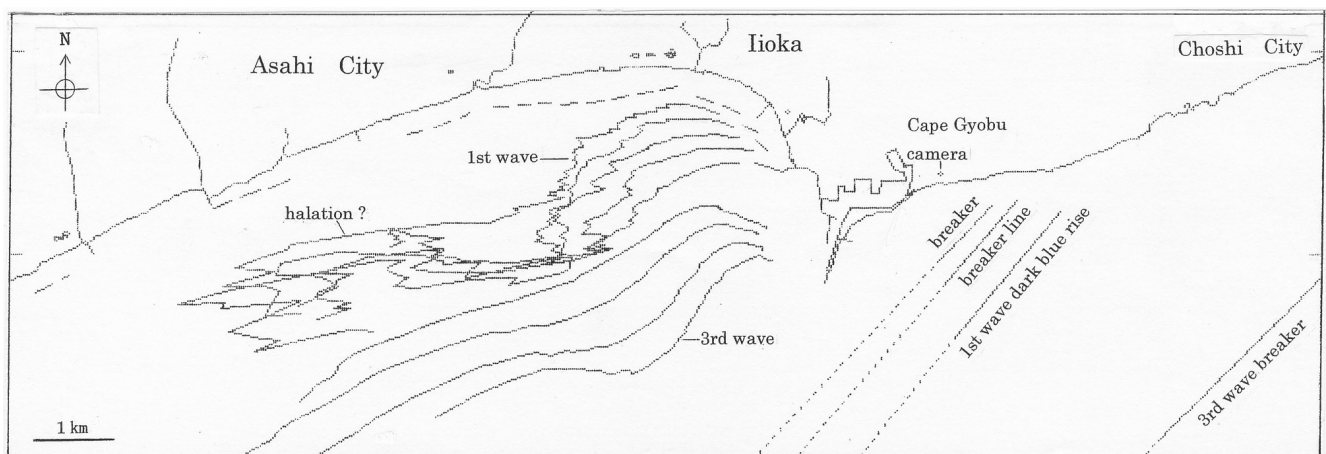 N
Asahi City
Iioka
Choshi City
Cape Gyobu
camera
1st wave
halation ?
breaker
breaker line
1st wave dark blue rise
3rd wave
3rd wave breaker
1 km